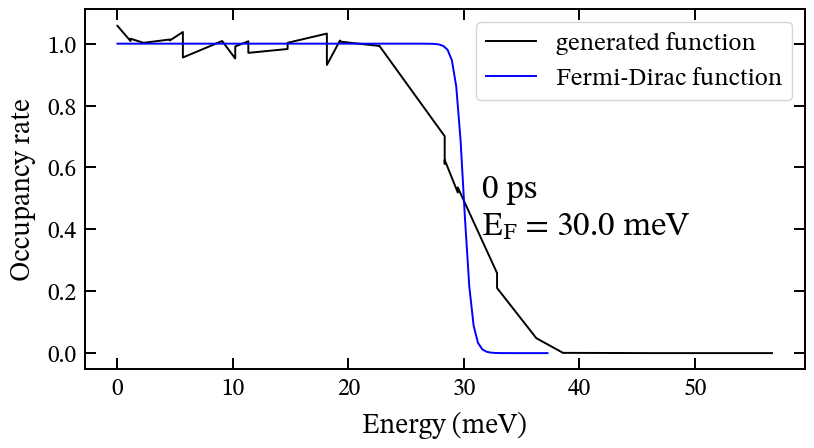 generated function
Fermi-Dirac function
1.0
0.8
0.6
0.4
0.2
0.0
Occupancy rate
0 ps
E_F = 30.0 meV
0 10 20 30 40 50
Energy (meV)